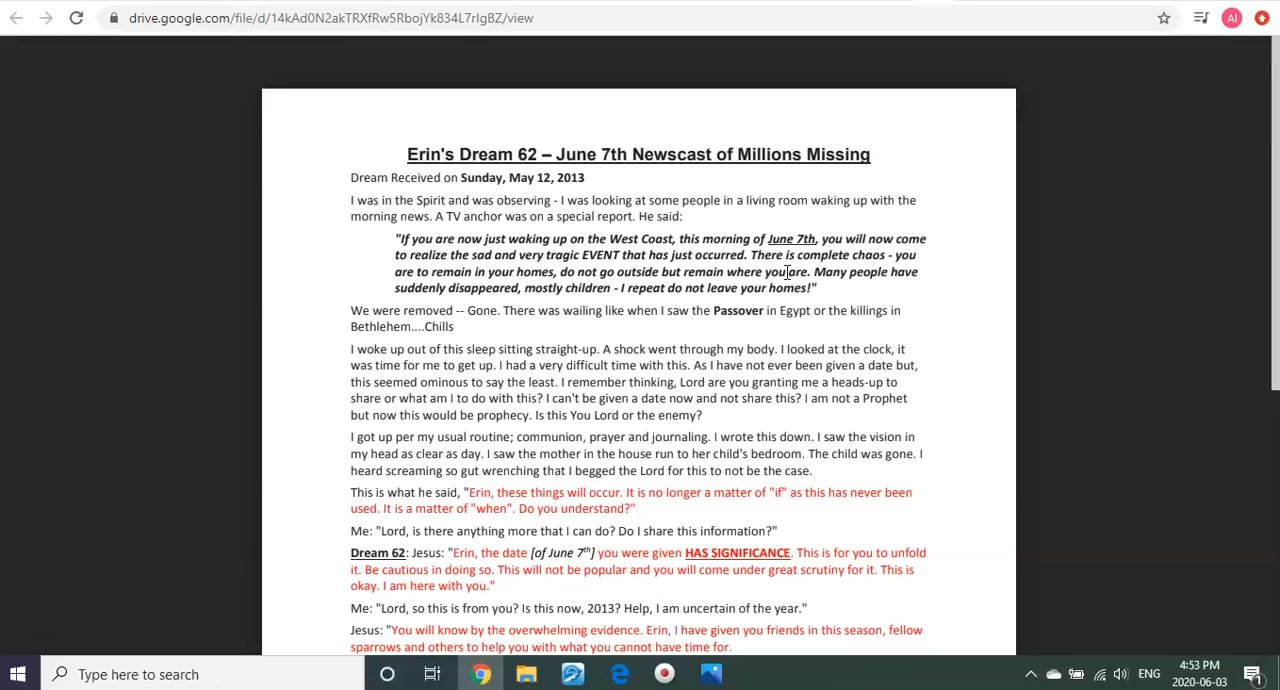 drive.google.com/file/d/14kAd0N2akTRXfRw5RbojYk834L7rIgBZ/view
AI
Erin's Dream 62 – June 7th Newscast of Millions Missing
Dream Received on Sunday, May 12, 2013
I was in the Spirit and was observing - I was looking at some people in a living room waking up with the
morning news. A TV anchor was on a special report. He said:
"If you are now just waking up on the West Coast, this morning of June 7th, you will now come
to realize the sad and very tragic EVENT that has just occurred. There is complete chaos - you
are to remain in your homes, do not go outside but remain where you are. Many people have
suddenly disappeared, mostly children - I repeat do not leave your homes!"
We were removed -- Gone. There was wailing like when I saw the Passover in Egypt or the killings in
Bethlehem....Chills
I woke up out of this sleep sitting straight-up. A shock went through my body. I looked at the clock, it
was time for me to get up. I had a very difficult time with this. As I have not ever been given a date but,
this seemed ominous to say the least. I remember thinking, Lord are you granting me a heads-up to
share or what am I to do with this? I can't be given a date now and not share this? I am not a Prophet
but now this would be prophecy. Is this You Lord or the enemy?
I got up per my usual routine; communion, prayer and journaling. I wrote this down. I saw the vision in
my head as clear as day. I saw the mother in the house run to her child's bedroom. The child was gone. I
heard screaming so gut wrenching that I begged the Lord for this to not be the case.
This is what he said, "Erin, these things will occur. It is no longer a matter of "if" as this has never been
used. It is a matter of "when". Do you understand?"
Me: "Lord, is there anything more that I can do? Do I share this information?"
Dream 62: Jesus: "Erin, the date [of June 7th] you were given HAS SIGNIFICANCE. This is for you to unfold
it. Be cautious in doing so. This will not be popular and you will come under great scrutiny for it. This is
okay. I am here with you."
Me: "Lord, so this is from you? Is this now, 2013? Help, I am uncertain of the year."
Jesus: "You will know by the overwhelming evidence. Erin, I have given you friends in this season, fellow
sparrows and others to help you with what you cannot have time for.
Type here to search
ENG
4:53 PM
2020-06-03
1